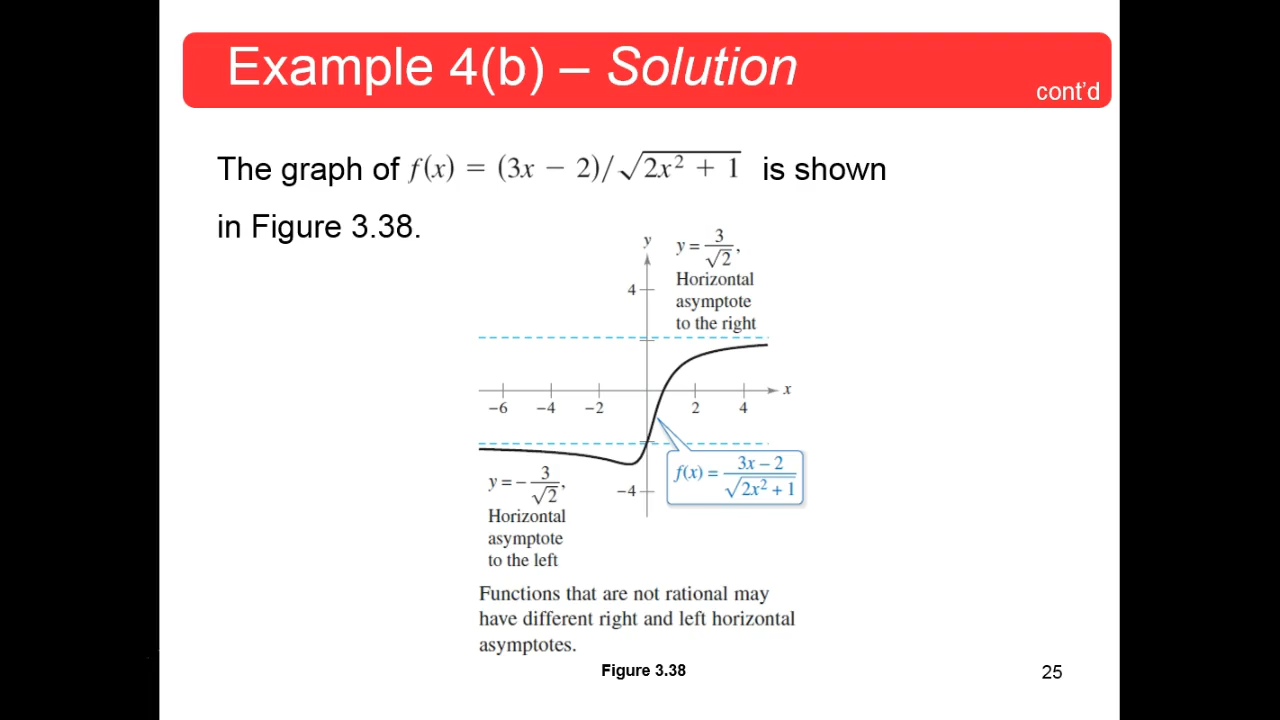 Example 4(b) – Solution
cont’d
The graph of f(x) = (3x − 2)/√(2x² + 1) is shown
in Figure 3.38.
y
y = 3/√2,
Horizontal
asymptote
to the right
4
x
−6 −4 −2 2 4
f(x) = (3x − 2)/√(2x² + 1)
−4
y = − 3/√2,
Horizontal
asymptote
to the left
Functions that are not rational may
have different right and left horizontal
asymptotes.
Figure 3.38
25